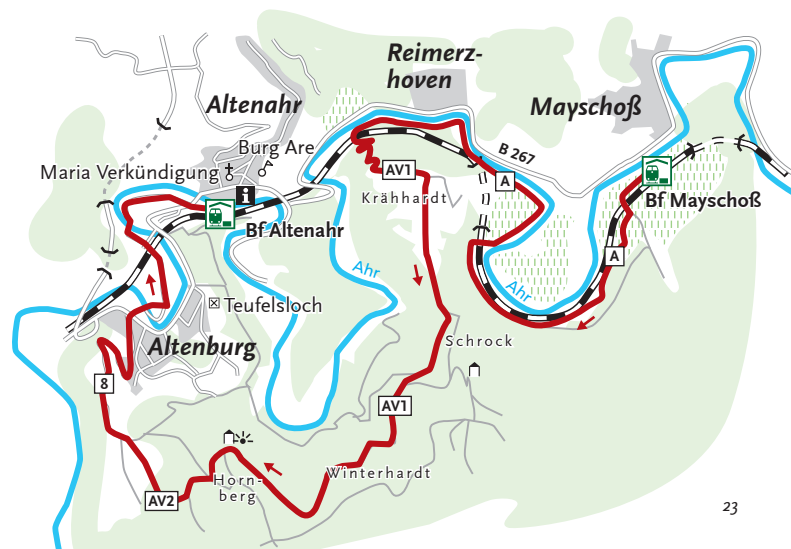 Reimerz-
hoven
Altenahr
Mayschoß
Burg Are
B 267
Maria Verkündigung
AV1
A
i
Krähhardt
Bf Mayschoß
Bf Altenahr
A
Ahr
Ahr
Teufelsloch
Schrock
Altenburg
8
AV1
Horn-
berg
Winterhardt
AV2
23